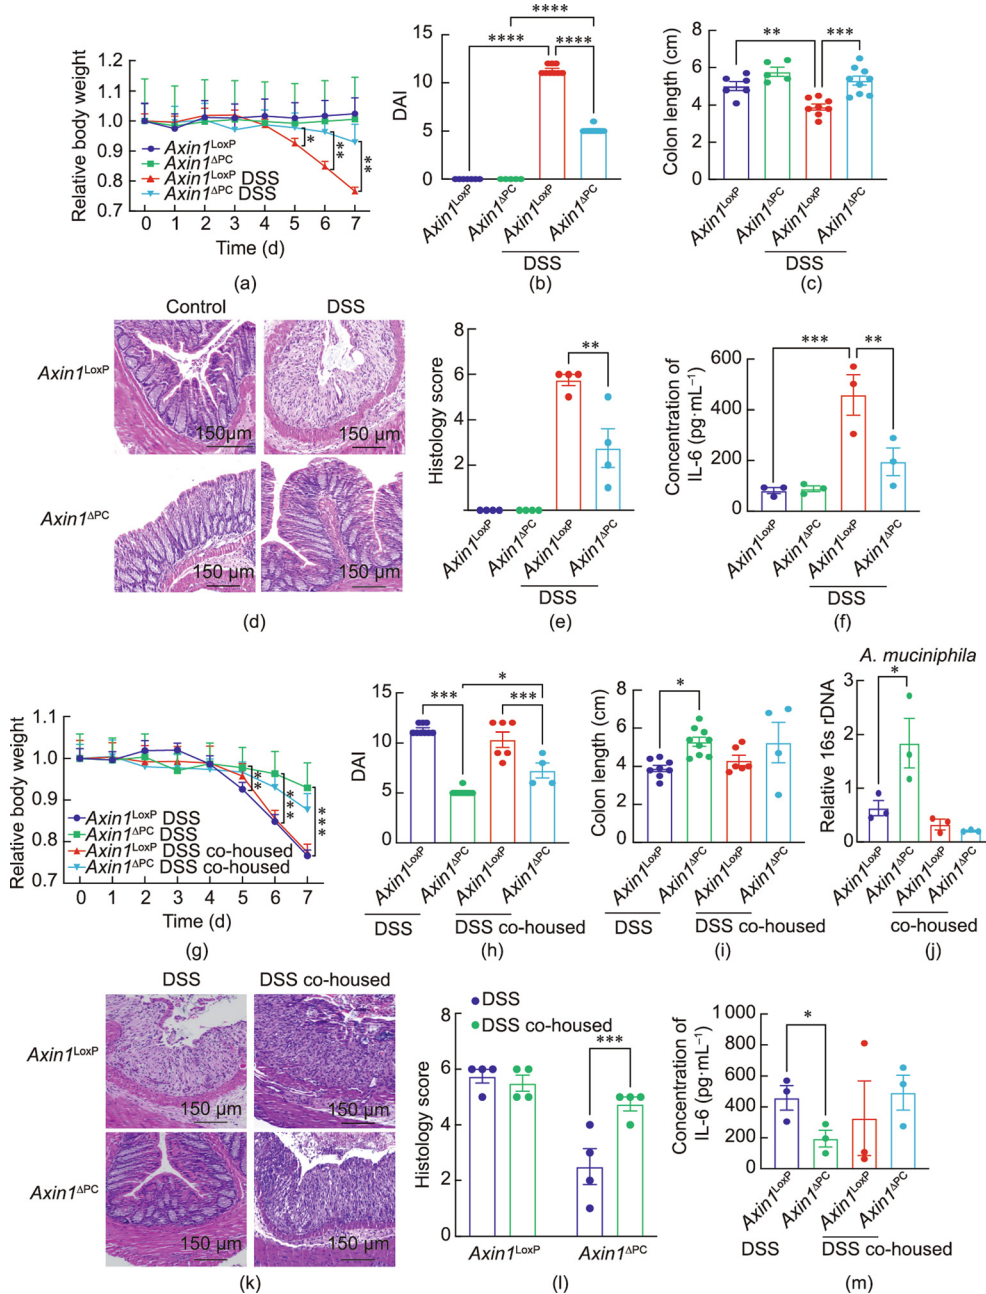 Relative body weight
1.2
1.1
1.0
0.9
0.8
0.7
Axin1LoxP
Axin1ΔPC
Axin1LoxP DSS
Axin1ΔPC DSS
*
**
**
0 1 2 3 4 5 6 7
Time (d)
(a)
DAI
15
10
5
0
****
**** ****
Axin1LoxP Axin1ΔPC Axin1LoxP Axin1ΔPC
DSS
(b)
Colon length (cm)
8
6
4
2
0
** ***
Axin1LoxP Axin1ΔPC Axin1LoxP Axin1ΔPC
DSS
(c)
Control DSS
Axin1LoxP
150μm 150 μm
Axin1ΔPC
150 μm 150 μm
(d)
Histology score
8
6
4
2
**
Axin1LoxP Axin1ΔPC Axin1LoxP Axin1ΔPC
DSS
(e)
Concentration of
IL-6 (pg·mL−1)
600
400
200
0
*** **
Axin1LoxP Axin1ΔPC Axin1LoxP Axin1ΔPC
DSS
(f)
Relative body weight
1.1
1.0
0.9
0.8
0.7
Axin1LoxP DSS
Axin1ΔPC DSS
Axin1LoxP DSS co-housed
Axin1ΔPC DSS co-housed
**
***
***
0 1 2 3 4 5 6 7
Time (d)
(g)
DAI
15
10
5
0
*
*** ***
Axin1LoxP Axin1ΔPC Axin1LoxP Axin1ΔPC
DSS DSS co-housed
(h)
Colon length (cm)
8
6
4
2
0
*
Axin1LoxP Axin1ΔPC Axin1LoxP Axin1ΔPC
DSS DSS co-housed
(i)
A. muciniphila
Relative 16s rDNA
3
2
1
0
*
Axin1LoxP Axin1ΔPC Axin1LoxP Axin1ΔPC
co-housed
(j)
DSS DSS co-housed
Axin1LoxP
150 μm 150 μm
Axin1ΔPC
150 μm 150 μm
(k)
DSS
DSS co-housed
Histology score
8
6
4
2
0
***
Axin1LoxP Axin1ΔPC
(l)
Concentration of
IL-6 (pg·mL−1)
1 000
800
600
400
200
0
*
Axin1LoxP Axin1ΔPC Axin1LoxP Axin1ΔPC
DSS DSS co-housed
(m)